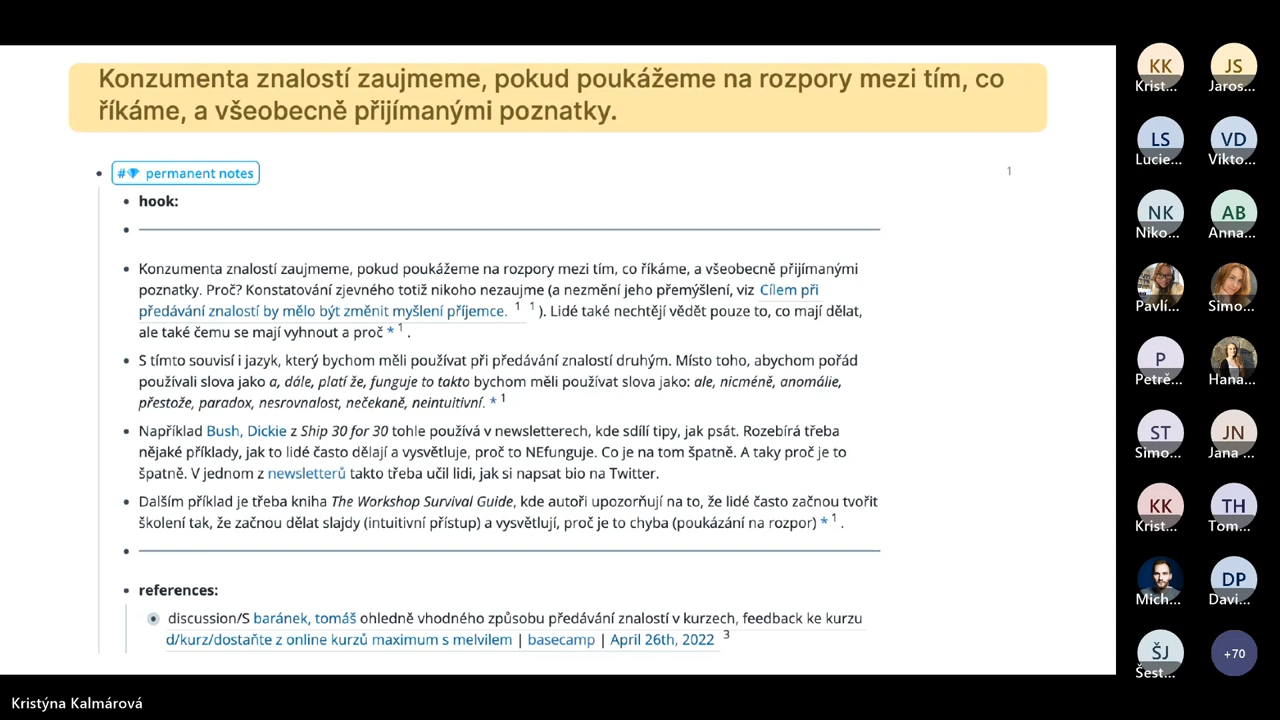 Konzumenta znalostí zaujmeme, pokud poukážeme na rozpory mezi tím, co
říkáme, a všeobecně přijímanými poznatky.
# permanent notes
1
hook:
Konzumenta znalostí zaujmeme, pokud poukážeme na rozpory mezi tím, co říkáme, a všeobecně přijímanými
poznatky. Proč? Konstatování zjevného totiž nikoho nezaujme (a nezmění jeho přemýšlení, viz Cílem při
předávání znalostí by mělo být změnit myšlení příjemce. 1 1 ). Lidé také nechtějí vědět pouze to, co mají dělat,
ale také čemu se mají vyhnout a proč * 1 .
S tímto souvisí i jazyk, který bychom měli používat při předávání znalostí druhým. Místo toho, abychom pořád
používali slova jako a, dále, platí že, funguje to takto bychom měli používat slova jako: ale, nicméně, anomálie,
přestože, paradox, nesrovnalost, nečekaně, neintuitivní. * 1
Například Bush, Dickie z Ship 30 for 30 tohle používá v newsletterech, kde sdílí tipy, jak psát. Rozebírá třeba
nějaké příklady, jak to lidé často dělají a vysvětluje, proč to NEfunguje. Co je na tom špatně. A taky proč je to
špatně. V jednom z newsletterů takto třeba učil lidi, jak si napsat bio na Twitter.
Dalším příklad je třeba kniha The Workshop Survival Guide, kde autoři upozorňují na to, že lidé často začnou tvořit
školení tak, že začnou dělat slajdy (intuitivní přístup) a vysvětlují, proč je to chyba (poukázání na rozpor) * 1 .
references:
discussion/S baránek, tomáš ohledně vhodného způsobu předávání znalostí v kurzech, feedback ke kurzu
d/kurz/dostaňte z online kurzů maximum s melvilem | basecamp | April 26th, 2022 3
KK JS
Krist... Jaros...
LS VD
Lucie... Vikto...
NK AB
Niko... Anna...
Pavlí... Simo...
P
Petrě... Hana...
ST JN
Simo... Jana ...
KK TH
Krist... Tom...
DP
Mich... Davi...
ŠJ +70
Šest...
Kristýna Kalmárová